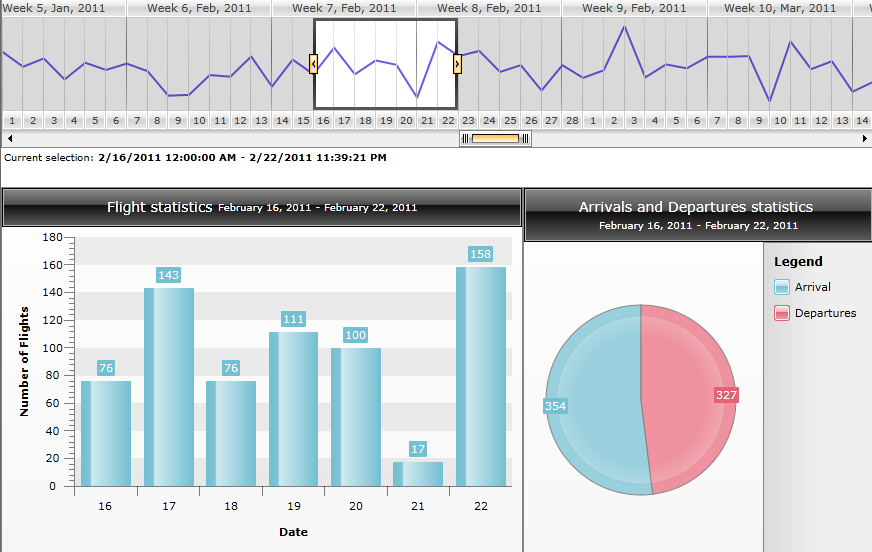 Week 5, Jan, 2011 Week 6, Feb, 2011 Week 7, Feb, 2011 Week 8, Feb, 2011 Week 9, Feb, 2011 Week 10, Mar, 2011 W
1 2 3 4 5 6 7 8 9 10 11 12 13 14 15 16 17 18 19 20 21 22 23 24 25 26 27 28 1 2 3 4 5 6 7 8 9 10 11 12 13 14
Current selection: 2/16/2011 12:00:00 AM - 2/22/2011 11:39:21 PM
Flight statistics February 16, 2011 - February 22, 2011
Number of Flights
180
160
140
120
100
80
60
40
20
0
76 143 76 111 100 17 158
16 17 18 19 20 21 22
Date
Arrivals and Departures statistics
February 16, 2011 - February 22, 2011
354
327
Legend
Arrival
Departures